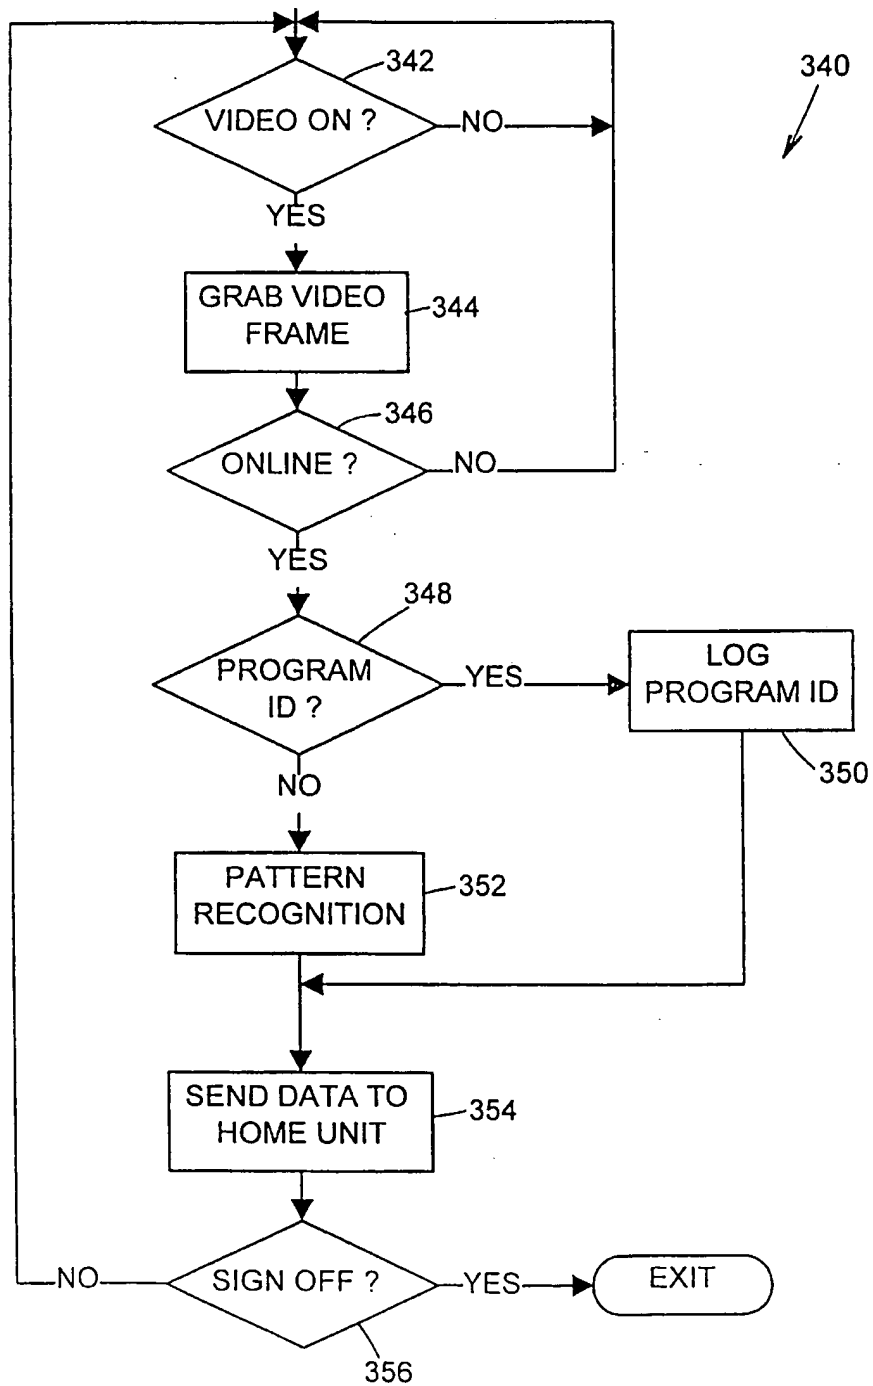 342
340
VIDEO ON ?
NO
YES
GRAB VIDEO
FRAME
344
346
ONLINE ?
NO
YES
348
PROGRAM
ID ?
YES
LOG
PROGRAM ID
350
NO
PATTERN
RECOGNITION
352
SEND DATA TO
HOME UNIT
354
NO
SIGN OFF ?
YES
EXIT
356